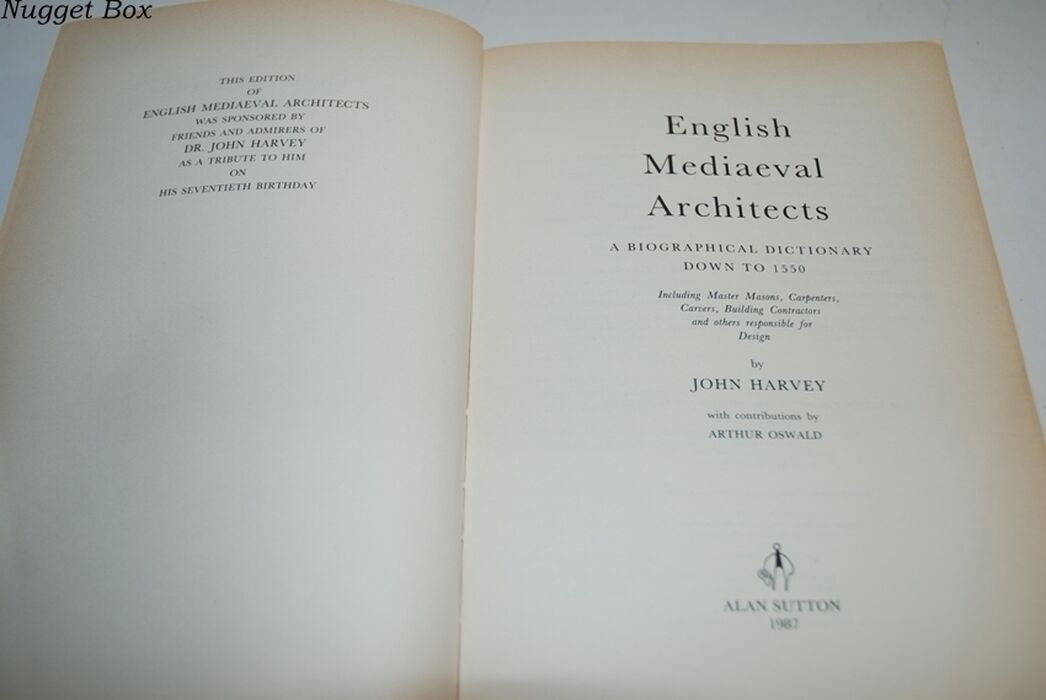 Nugget Box
THIS EDITION
OF
ENGLISH MEDIAEVAL ARCHITECTS
WAS SPONSORED BY
FRIENDS AND ADMIRERS OF
DR. JOHN HARVEY
AS A TRIBUTE TO HIM
ON
HIS SEVENTIETH BIRTHDAY
English
Mediaeval
Architects
A BIOGRAPHICAL DICTIONARY
DOWN TO 1550
Including Master Masons, Carpenters,
Carvers, Building Contractors
and others responsible for
Design
by
JOHN HARVEY
with contributions by
ARTHUR OSWALD
ALAN SUTTON
1987